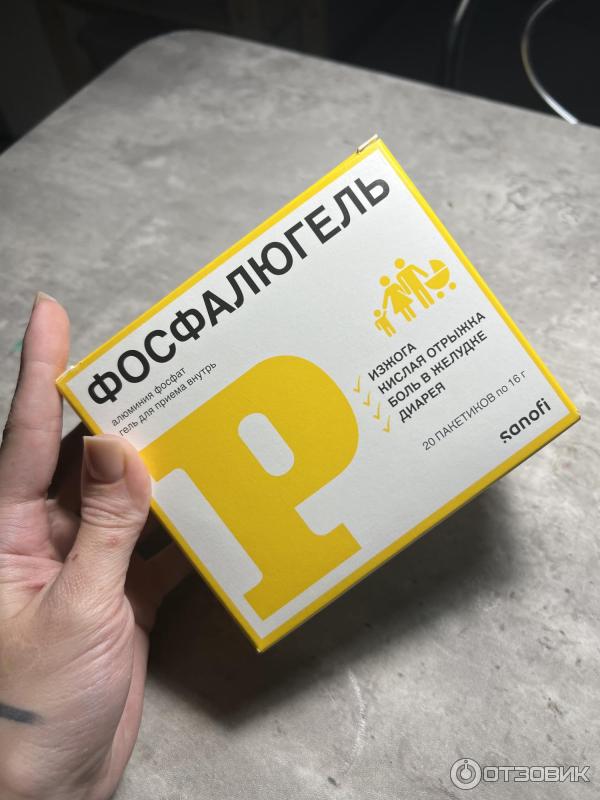 ФОСФАЛЮГЕЛЬ
алюминия фосфат
гель для приема внутрь
P
ИЗЖОГА
КИСЛАЯ ОТРЫЖКА
БОЛЬ В ЖЕЛУДКЕ
ДИАРЕЯ
20 ПАКЕТИКОВ по 16 г
sanofi
ОТЗОВИК